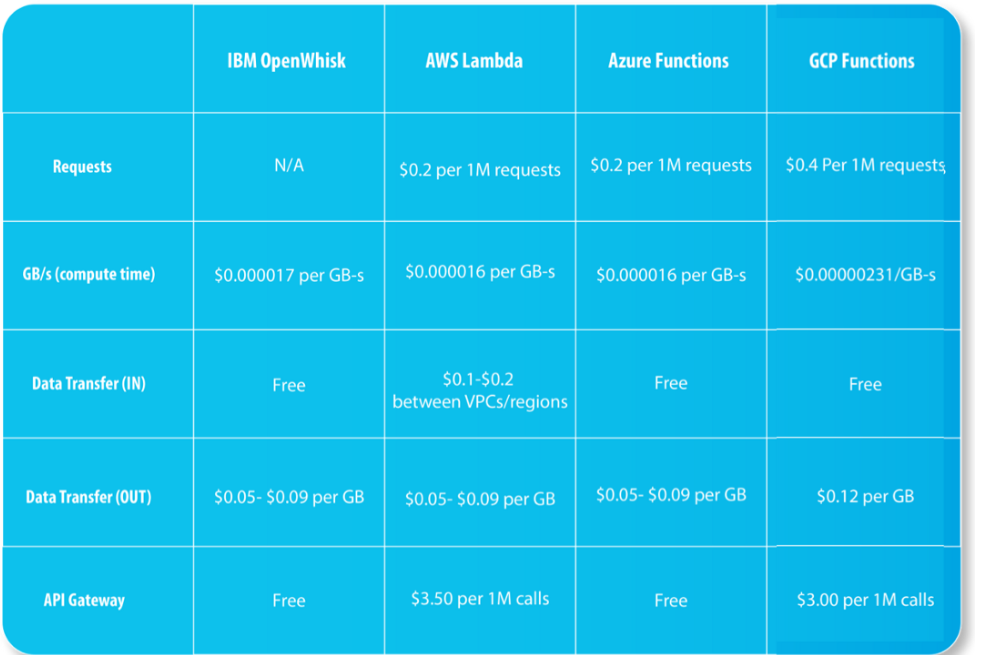 IBM OpenWhisk AWS Lambda Azure Functions GCP Functions
Requests N/A $0.2 per 1M requests $0.2 per 1M requests $0.4 Per 1M requests
GB/s (compute time) $0.000017 per GB-s $0.000016 per GB-s $0.000016 per GB-s $0.00000231/GB-s
Data Transfer (IN) Free $0.1-$0.2
between VPCs/regions Free Free
Data Transfer (OUT) $0.05- $0.09 per GB $0.05- $0.09 per GB $0.05- $0.09 per GB $0.12 per GB
API Gateway Free $3.50 per 1M calls Free $3.00 per 1M calls